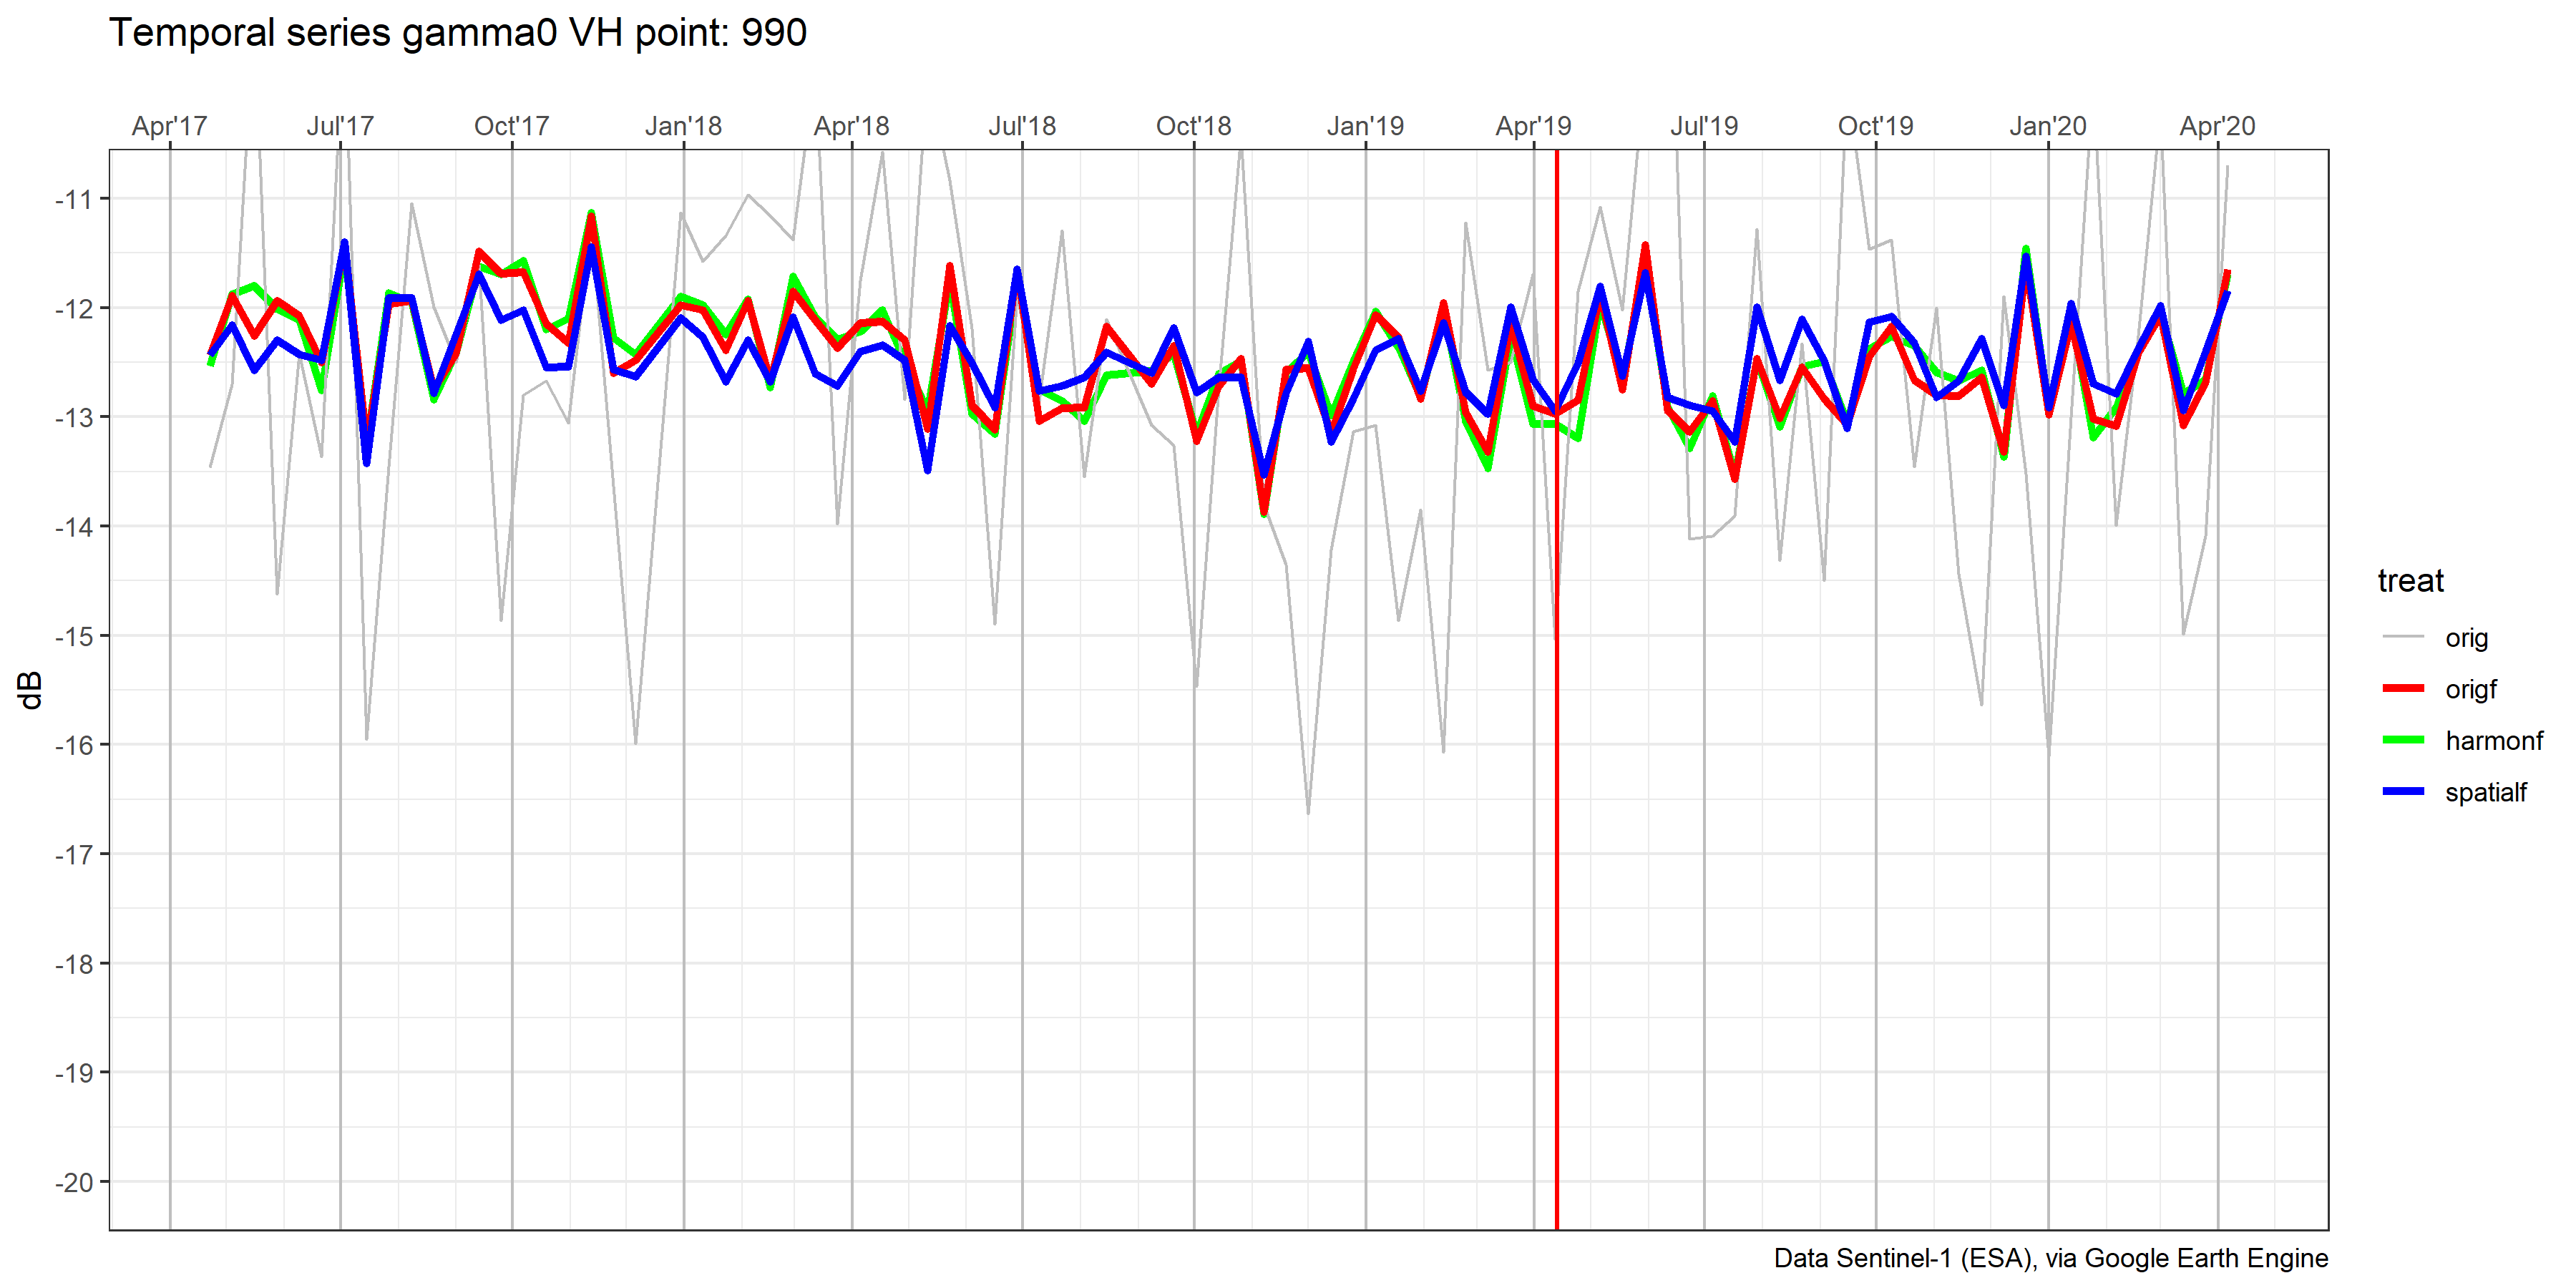 Temporal series gamma0 VH point: 990
Apr'17 Jul'17 Oct'17 Jan'18 Apr'18 Jul'18 Oct'18 Jan'19 Apr'19 Jul'19 Oct'19 Jan'20 Apr'20
-11
-12
-13
-14
-15
-16
-17
-18
-19
-20
dB
treat
orig
origf
harmonf
spatialf
Data Sentinel-1 (ESA), via Google Earth Engine